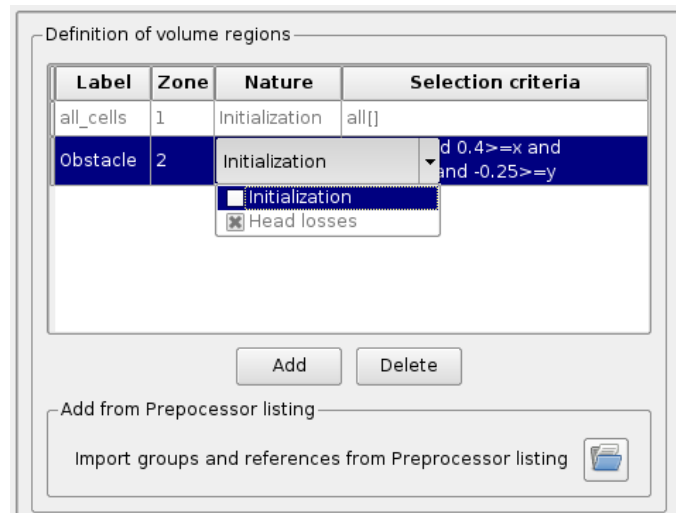 Definition of volume regions
Label Zone Nature Selection criteria
all_cells 1 Initialization all[]
Obstacle 2 Initialization d 0.4>=x and
and -0.25>=y
Initialization
Head losses
Add Delete
Add from Prepocessor listing
Import groups and references from Preprocessor listing